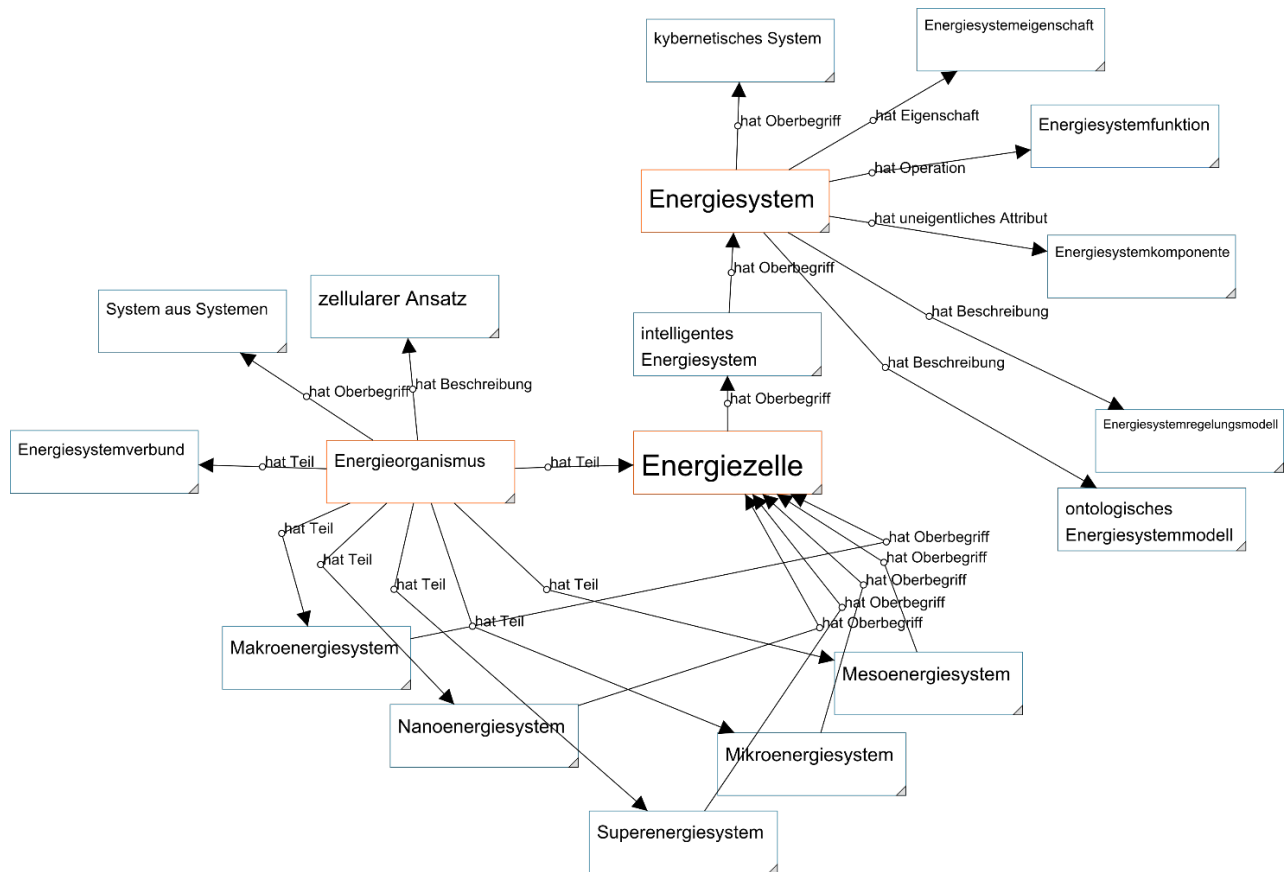 Energiesystemeigenschaft
kybernetisches System
hat Oberbegriff
hat Eigenschaft
Energiesystemfunktion
hat Operation
Energiesystem
hat uneigentliches Attribut
Energiesystemkomponente
hat Oberbegriff
zellularer Ansatz
System aus Systemen
hat Beschreibung
intelligentes
Energiesystem
hat Beschreibung
hat Oberbegriff
hat Beschreibung
hat Oberbegriff
Energiesystemregelungsmodell
Energiesystemverbund
hat Teil
Energieorganismus
hat Teil
Energiezelle
ontologisches
Energiesystemmodell
hat Teil
hat Teil
hat Teil
hat Teil
hat Teil
hat Oberbegriff
hat Oberbegriff
hat Oberbegriff
hat Oberbegriff
hat Oberbegriff
Makroenergiesystem
Mesoenergiesystem
Nanoenergiesystem
Mikroenergiesystem
Superenergiesystem